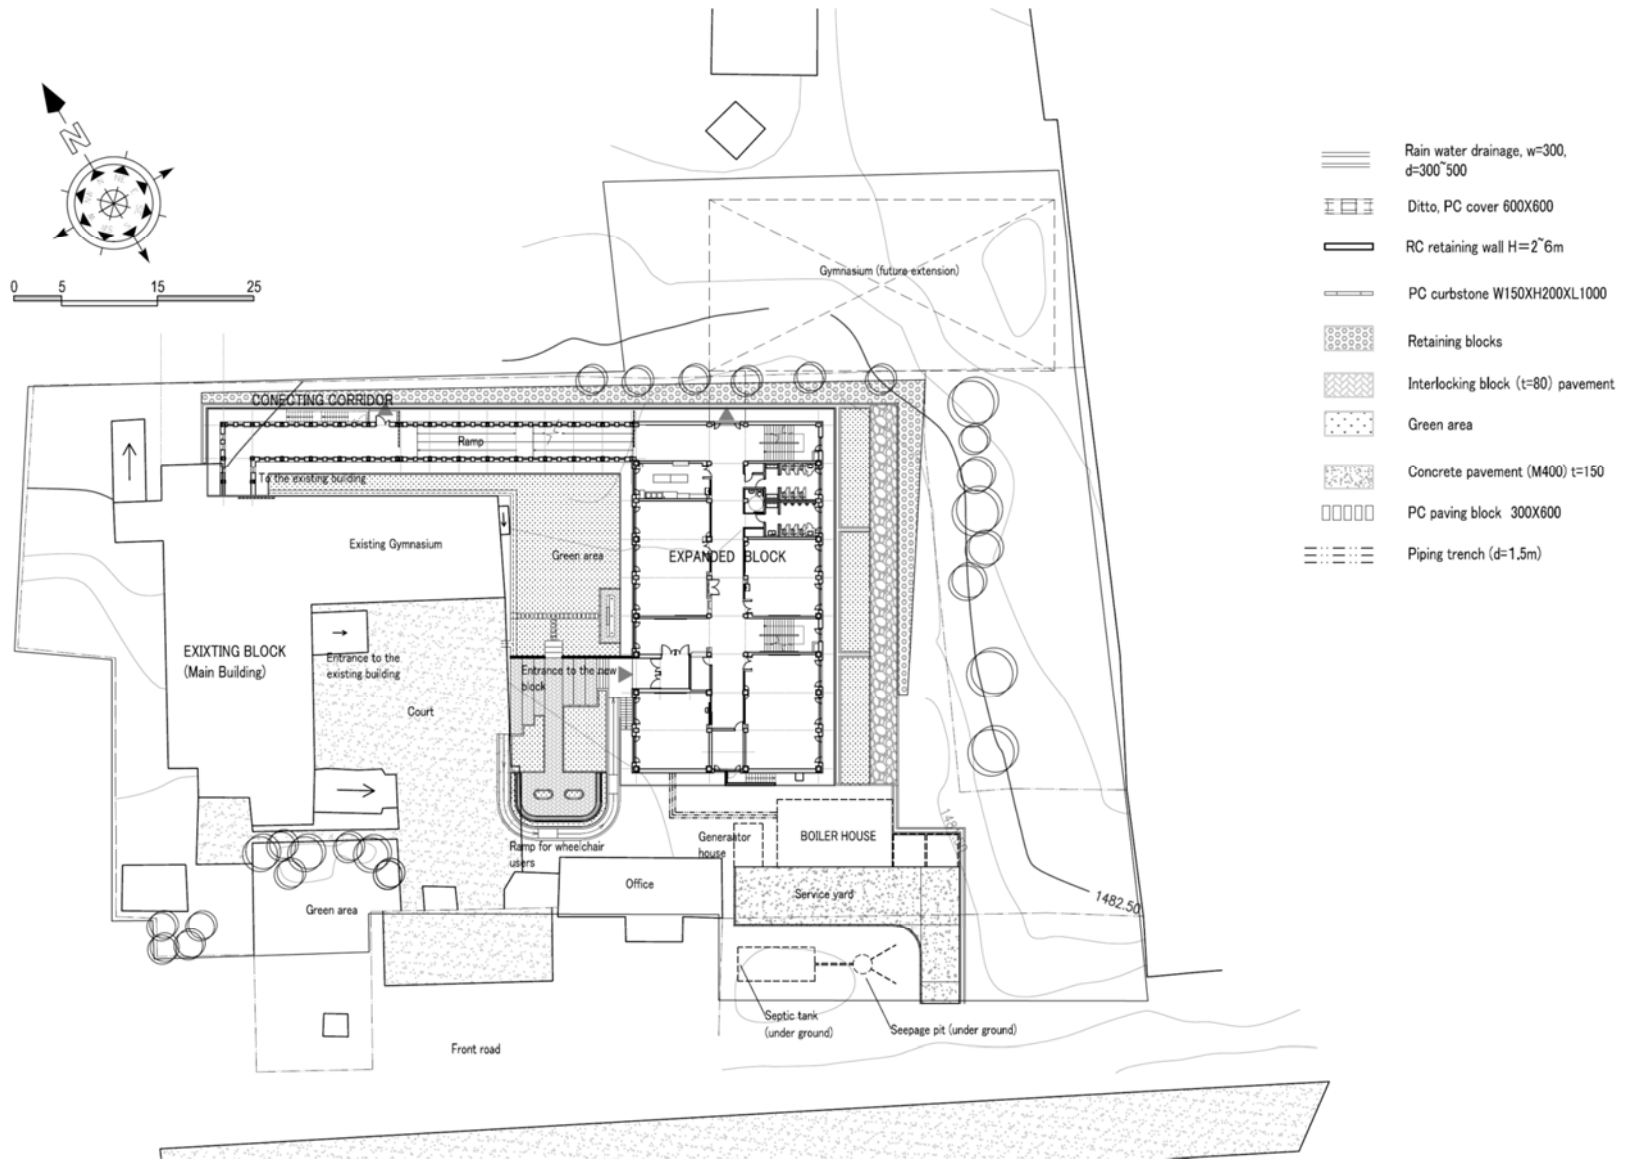 N
0 5 15 25
CONECTING CORRIDOR
Ramp
To the existing building
Existing Gymnasium
Green area
EXPANDED BLOCK
EXIXTING BLOCK
(Main Building)
Entrance to the
existing building
Entrance to the new
block
Court
Ramp for wheelchair
users
Generaator
house
BOILER HOUSE
Office
Service yard
Green area
1482.50
Septic tank
(under ground)
Seepage pit (under ground)
Front road
Gymnasium (future extension)
Rain water drainage, w=300,
d=300~500
Ditto, PC cover 600X600
RC retaining wall H=2~6m
PC curbstone W150XH200XL1000
Retaining blocks
Interlocking block (t=80) pavement
Green area
Concrete pavement (M400) t=150
PC paving block 300X600
Piping trench (d=1.5m)